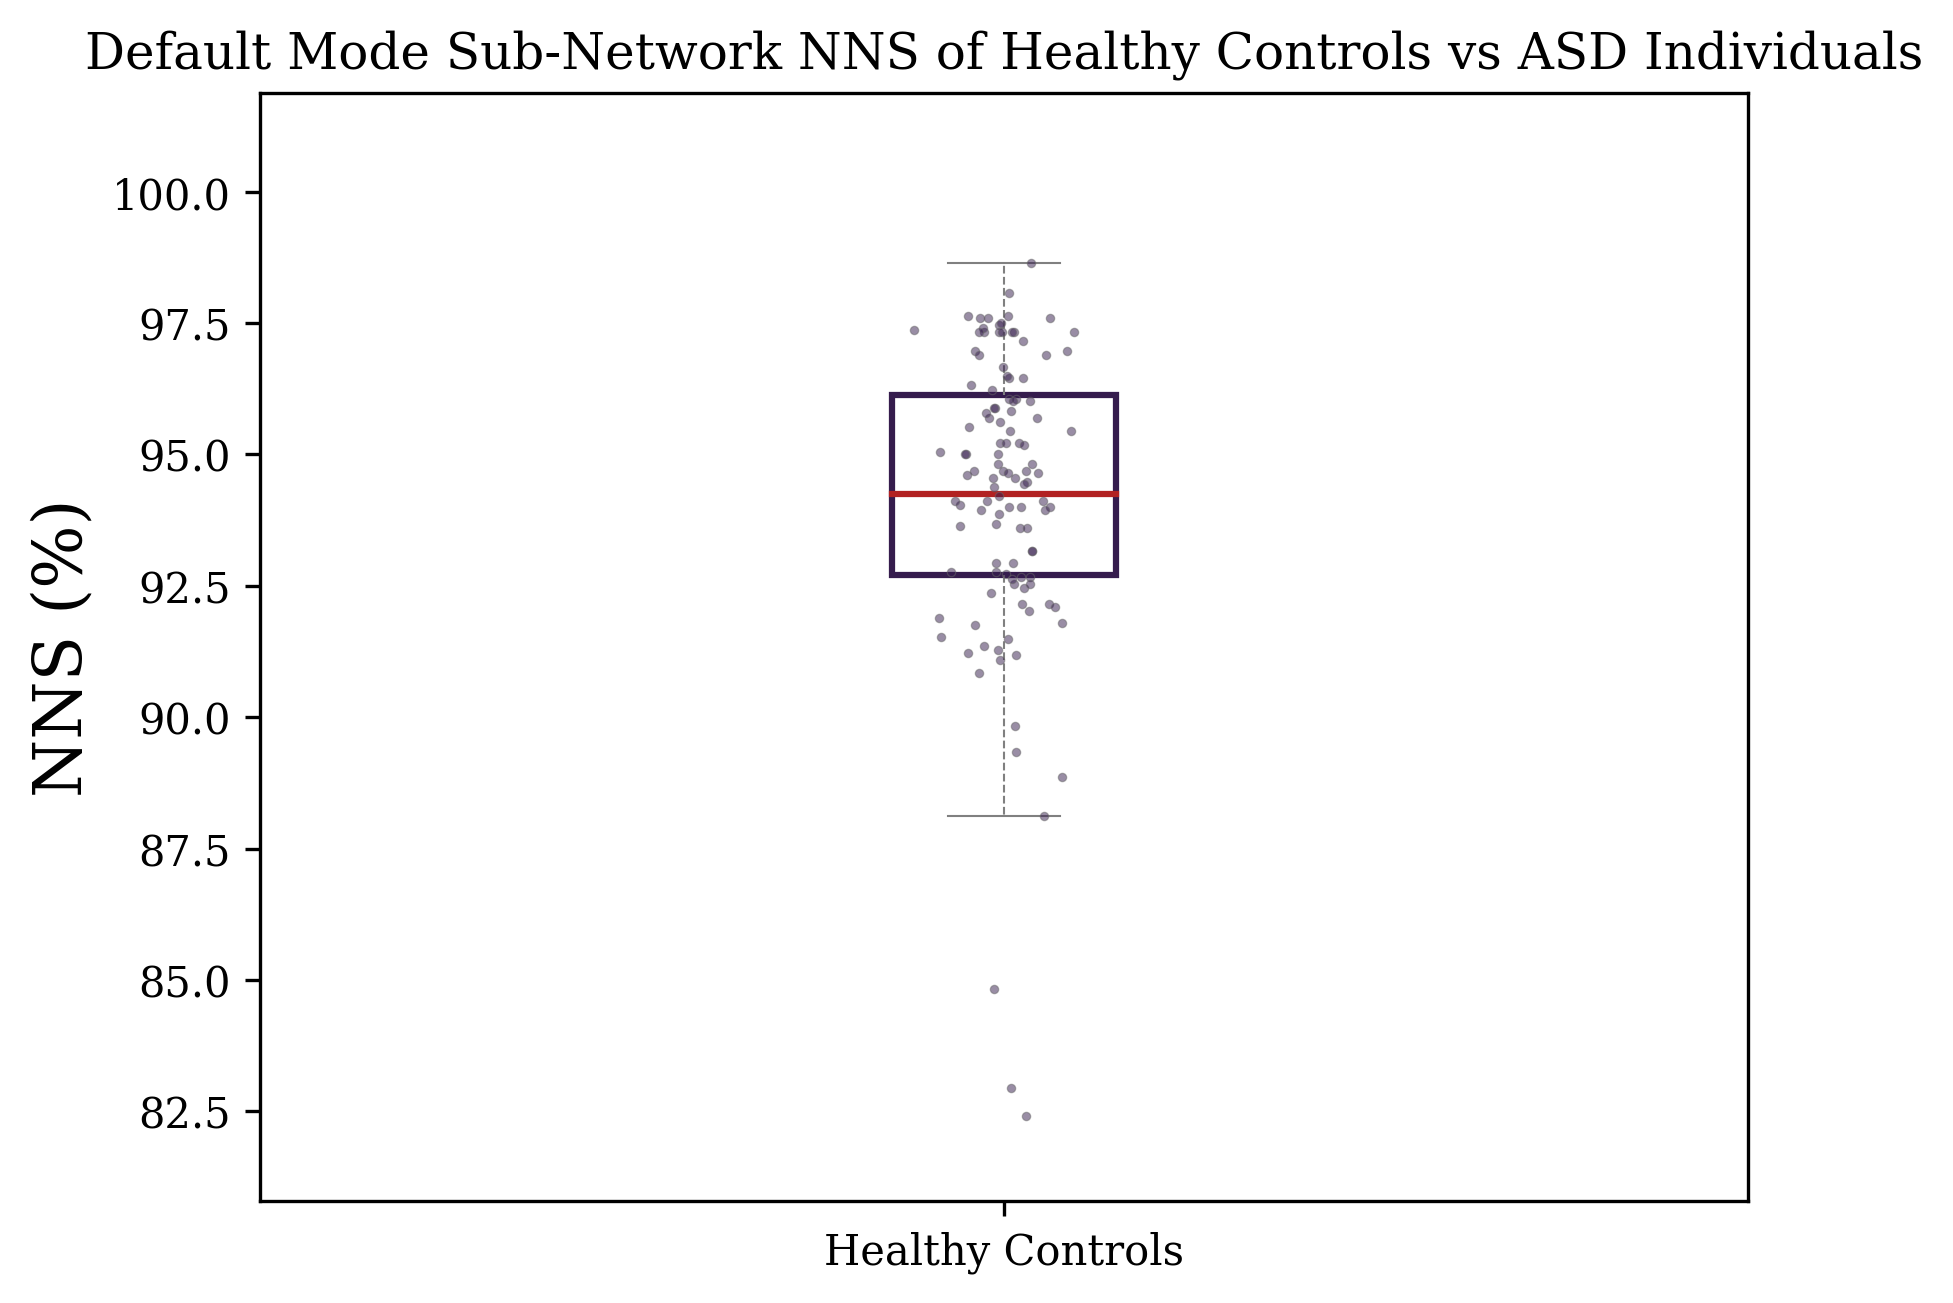 Default Mode Sub-Network NNS of Healthy Controls vs ASD Individuals
NNS (%)
100.0
97.5
95.0
92.5
90.0
87.5
85.0
82.5
Healthy Controls